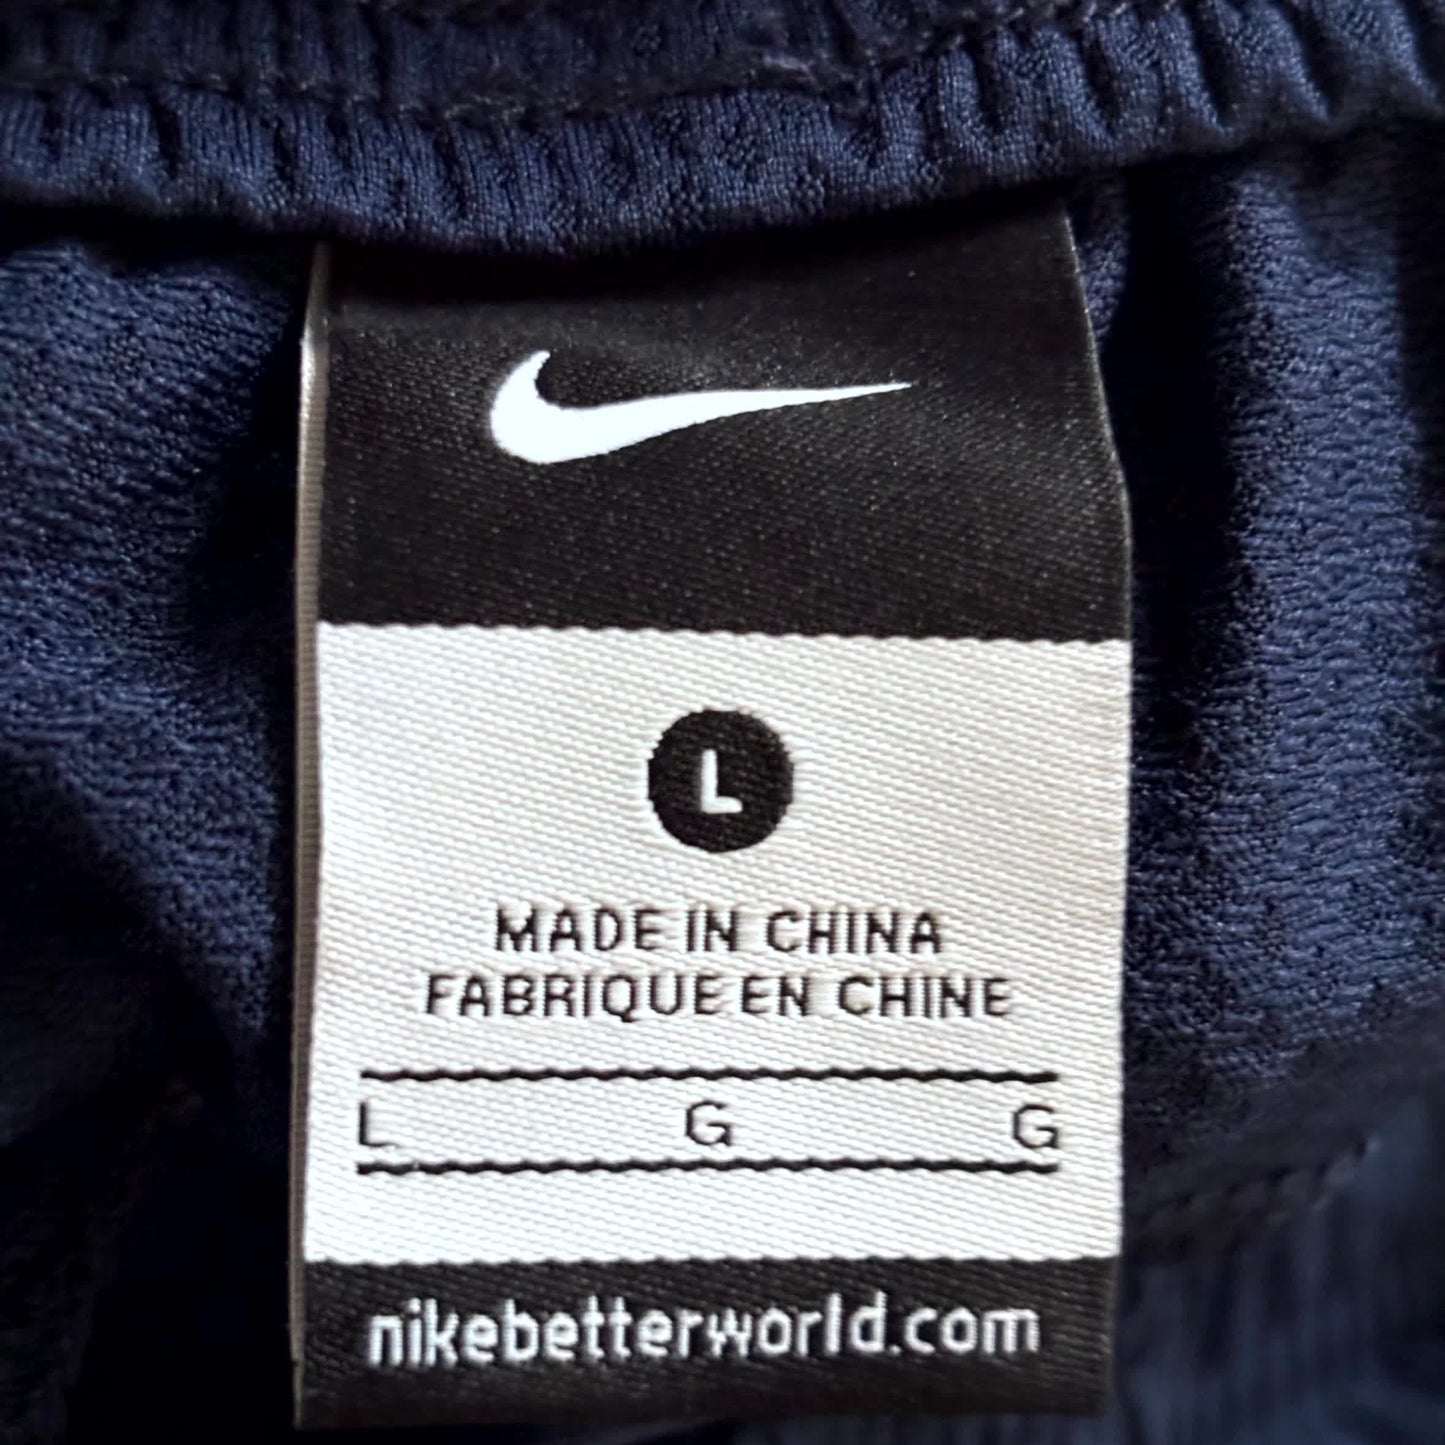 L
MADE IN CHINA
FABRIQUE EN CHINE
L G G
nikebetterworld.com